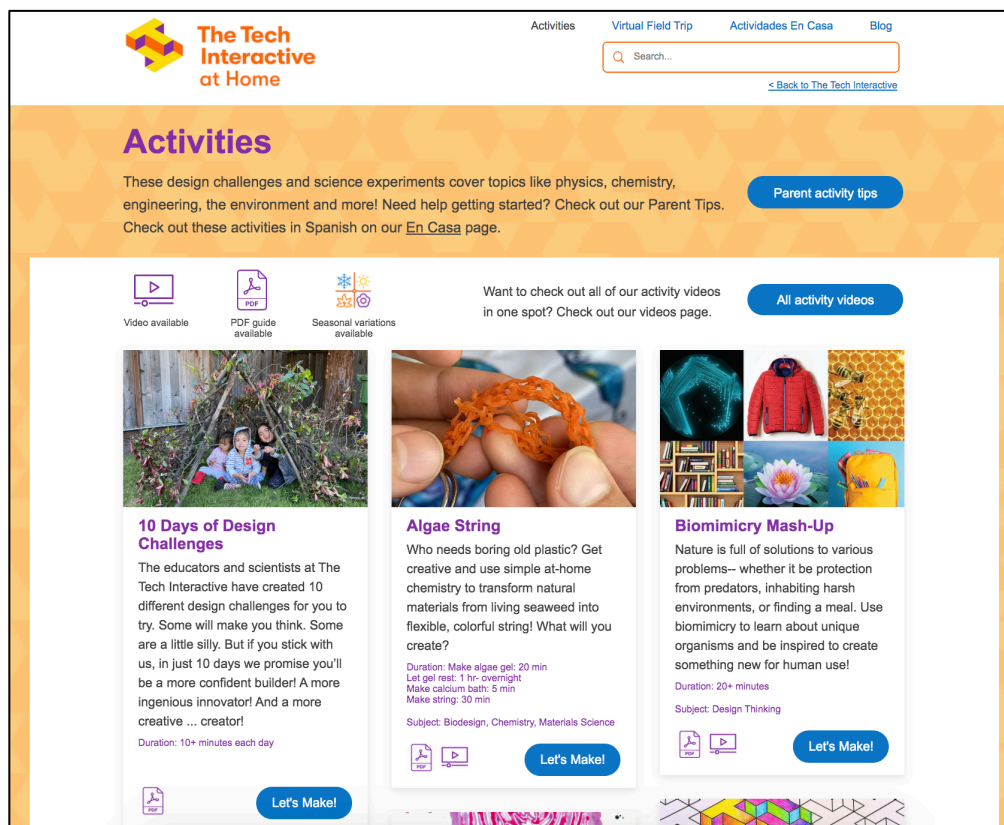 The Tech
Interactive
at Home
Activities
Virtual Field Trip
Actividades En Casa
Blog
Search...
< Back to The Tech Interactive
Activities
These design challenges and science experiments cover topics like physics, chemistry,
engineering, the environment and more! Need help getting started? Check out our Parent Tips.
Check out these activities in Spanish on our En Casa page.
Parent activity tips
PDF
Video available
PDF guide
available
Seasonal variations
available
Want to check out all of our activity videos
in one spot? Check out our videos page.
All activity videos
10 Days of Design
Challenges
The educators and scientists at The
Tech Interactive have created 10
different design challenges for you to
try. Some will make you think. Some
are a little silly. But if you stick with
us, in just 10 days we promise you'll
be a more confident builder! A more
ingenious innovator! And a more
creative ... creator!
Duration: 10+ minutes each day
PDF
Let's Make!
Algae String
Who needs boring old plastic? Get
creative and use simple at-home
chemistry to transform natural
materials from living seaweed into
flexible, colorful string! What will you
create?
Duration: Make algae gel: 20 min
Let gel rest: 1 hr- overnight
Make calcium bath: 5 min
Make string: 30 min
Subject: Biodesign, Chemistry, Materials Science
PDF
Let's Make!
Biomimicry Mash-Up
Nature is full of solutions to various
problems-- whether it be protection
from predators, inhabiting harsh
environments, or finding a meal. Use
biomimicry to learn about unique
organisms and be inspired to create
something new for human use!
Duration: 20+ minutes
Subject: Design Thinking
PDF
Let's Make!